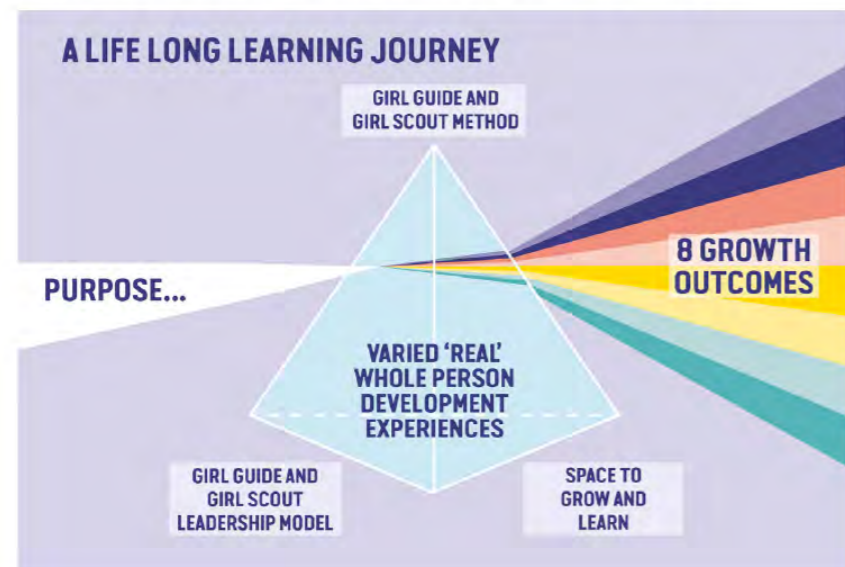 A LIFE LONG LEARNING JOURNEY
GIRL GUIDE AND
GIRL SCOUT METHOD
PURPOSE...
8 GROWTH
OUTCOMES
VARIED ‘REAL’
WHOLE PERSON
DEVELOPMENT
EXPERIENCES
GIRL GUIDE AND
GIRL SCOUT
LEADERSHIP MODEL
SPACE TO
GROW AND
LEARN